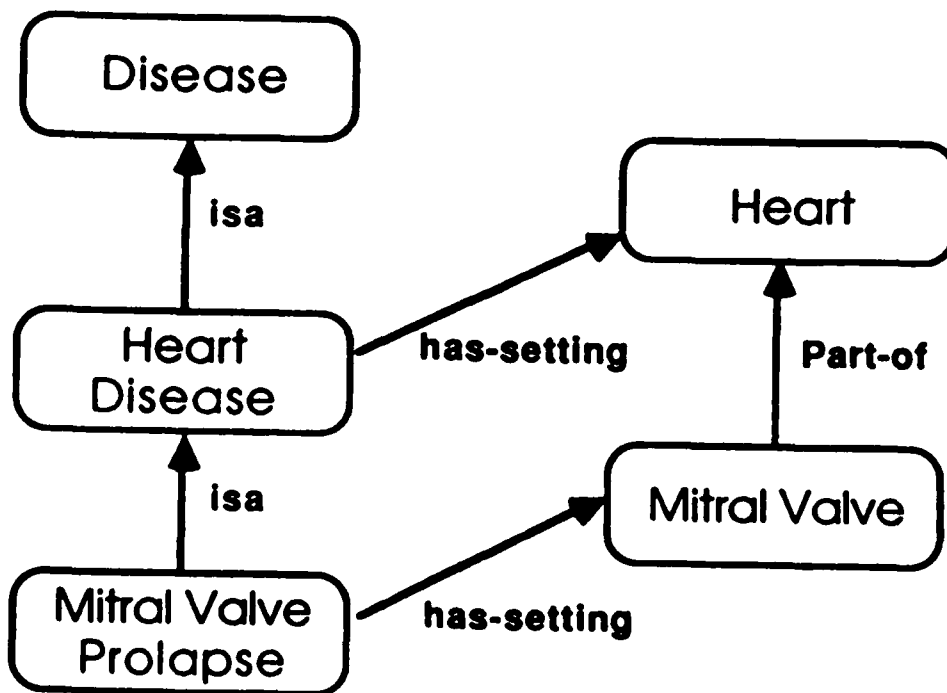 Disease
isa
Heart
Heart
Disease
has-setting
Part-of
isa
Mitral Valve
Mitral Valve
Prolapse
has-setting